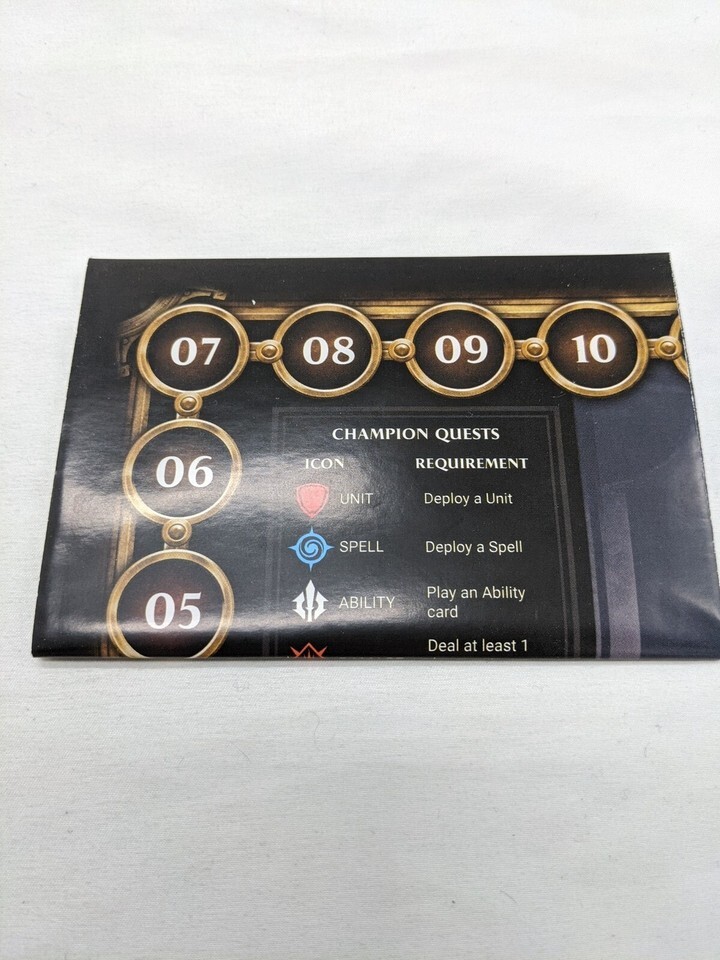 07 08 09 10
06
05
CHAMPION QUESTS
ICON REQUIREMENT
UNIT Deploy a Unit
SPELL Deploy a Spell
ABILITY Play an Ability
card
Deal at least 1